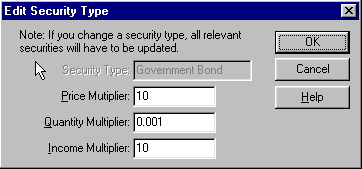 Edit Security Type
Note: If you change a security type, all relevant
securities will have to be updated.
OK
Security Type: Government Bond
Cancel
Price Multiplier: 10
Help
Quantity Multiplier: 0.001
Income Multiplier: 10